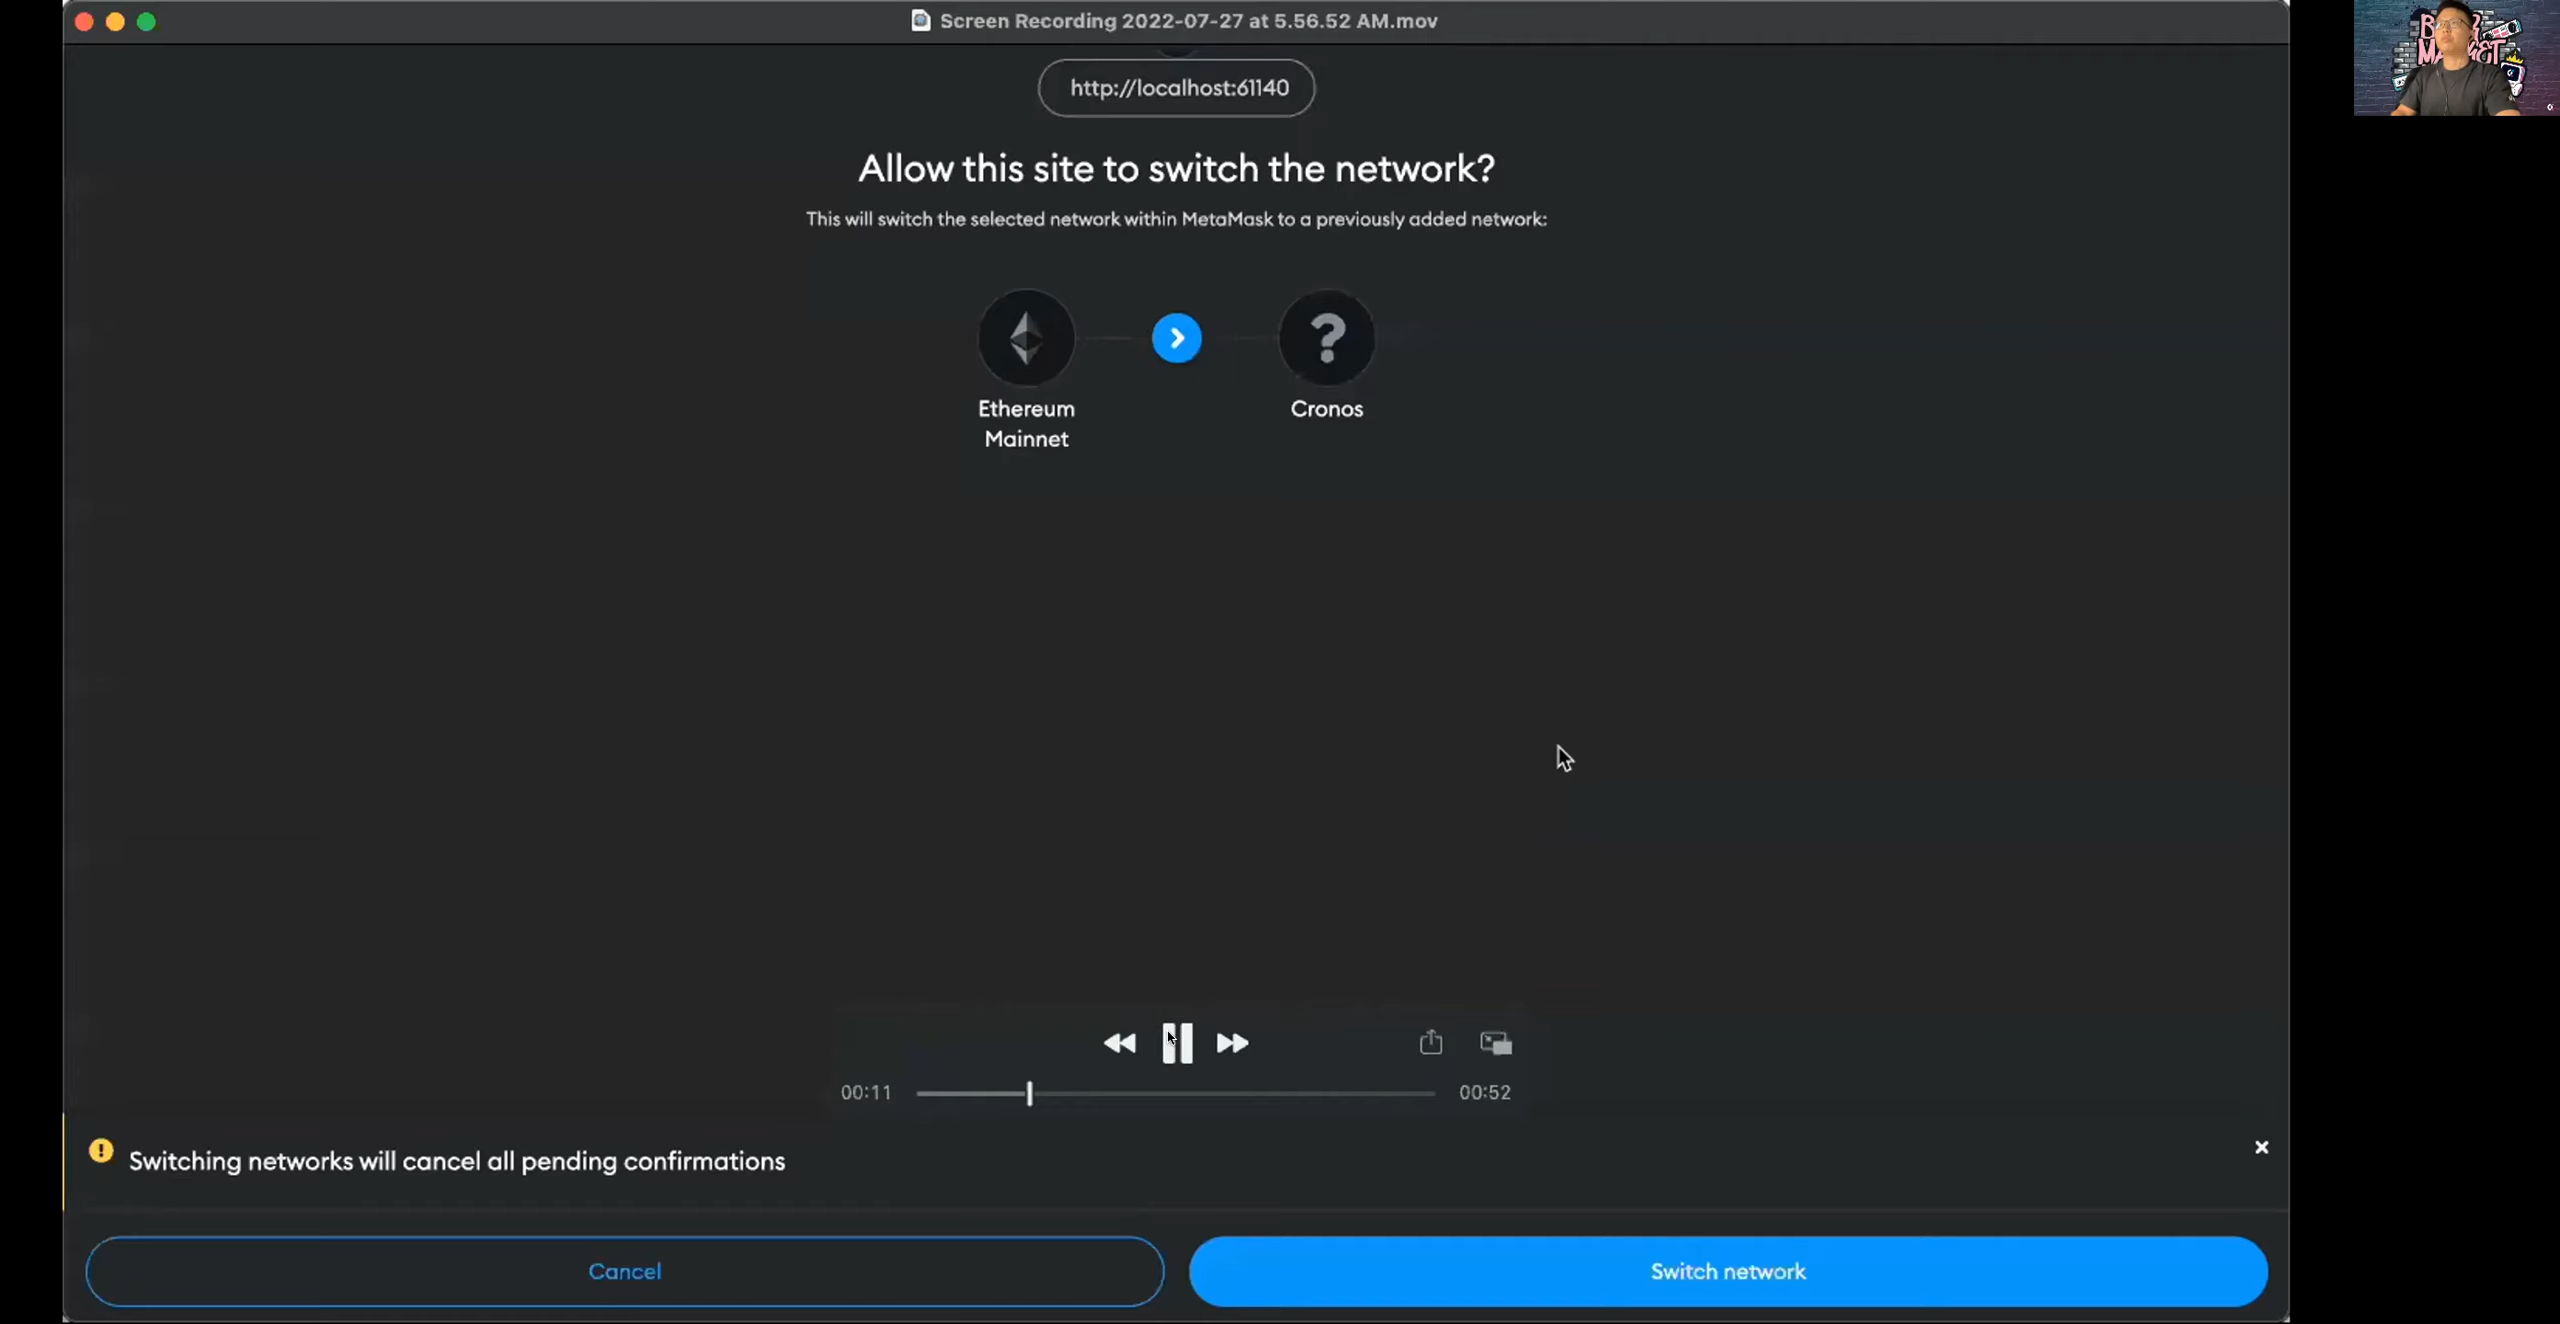 Screen Recording 2022-07-27 at 5.56.52 AM.mov
http://localhost:61140
Allow this site to switch the network?
This will switch the selected network within MetaMask to a previously added network:
Ethereum
Mainnet
Cronos
00:11
00:52
Switching networks will cancel all pending confirmations
Cancel
Switch network